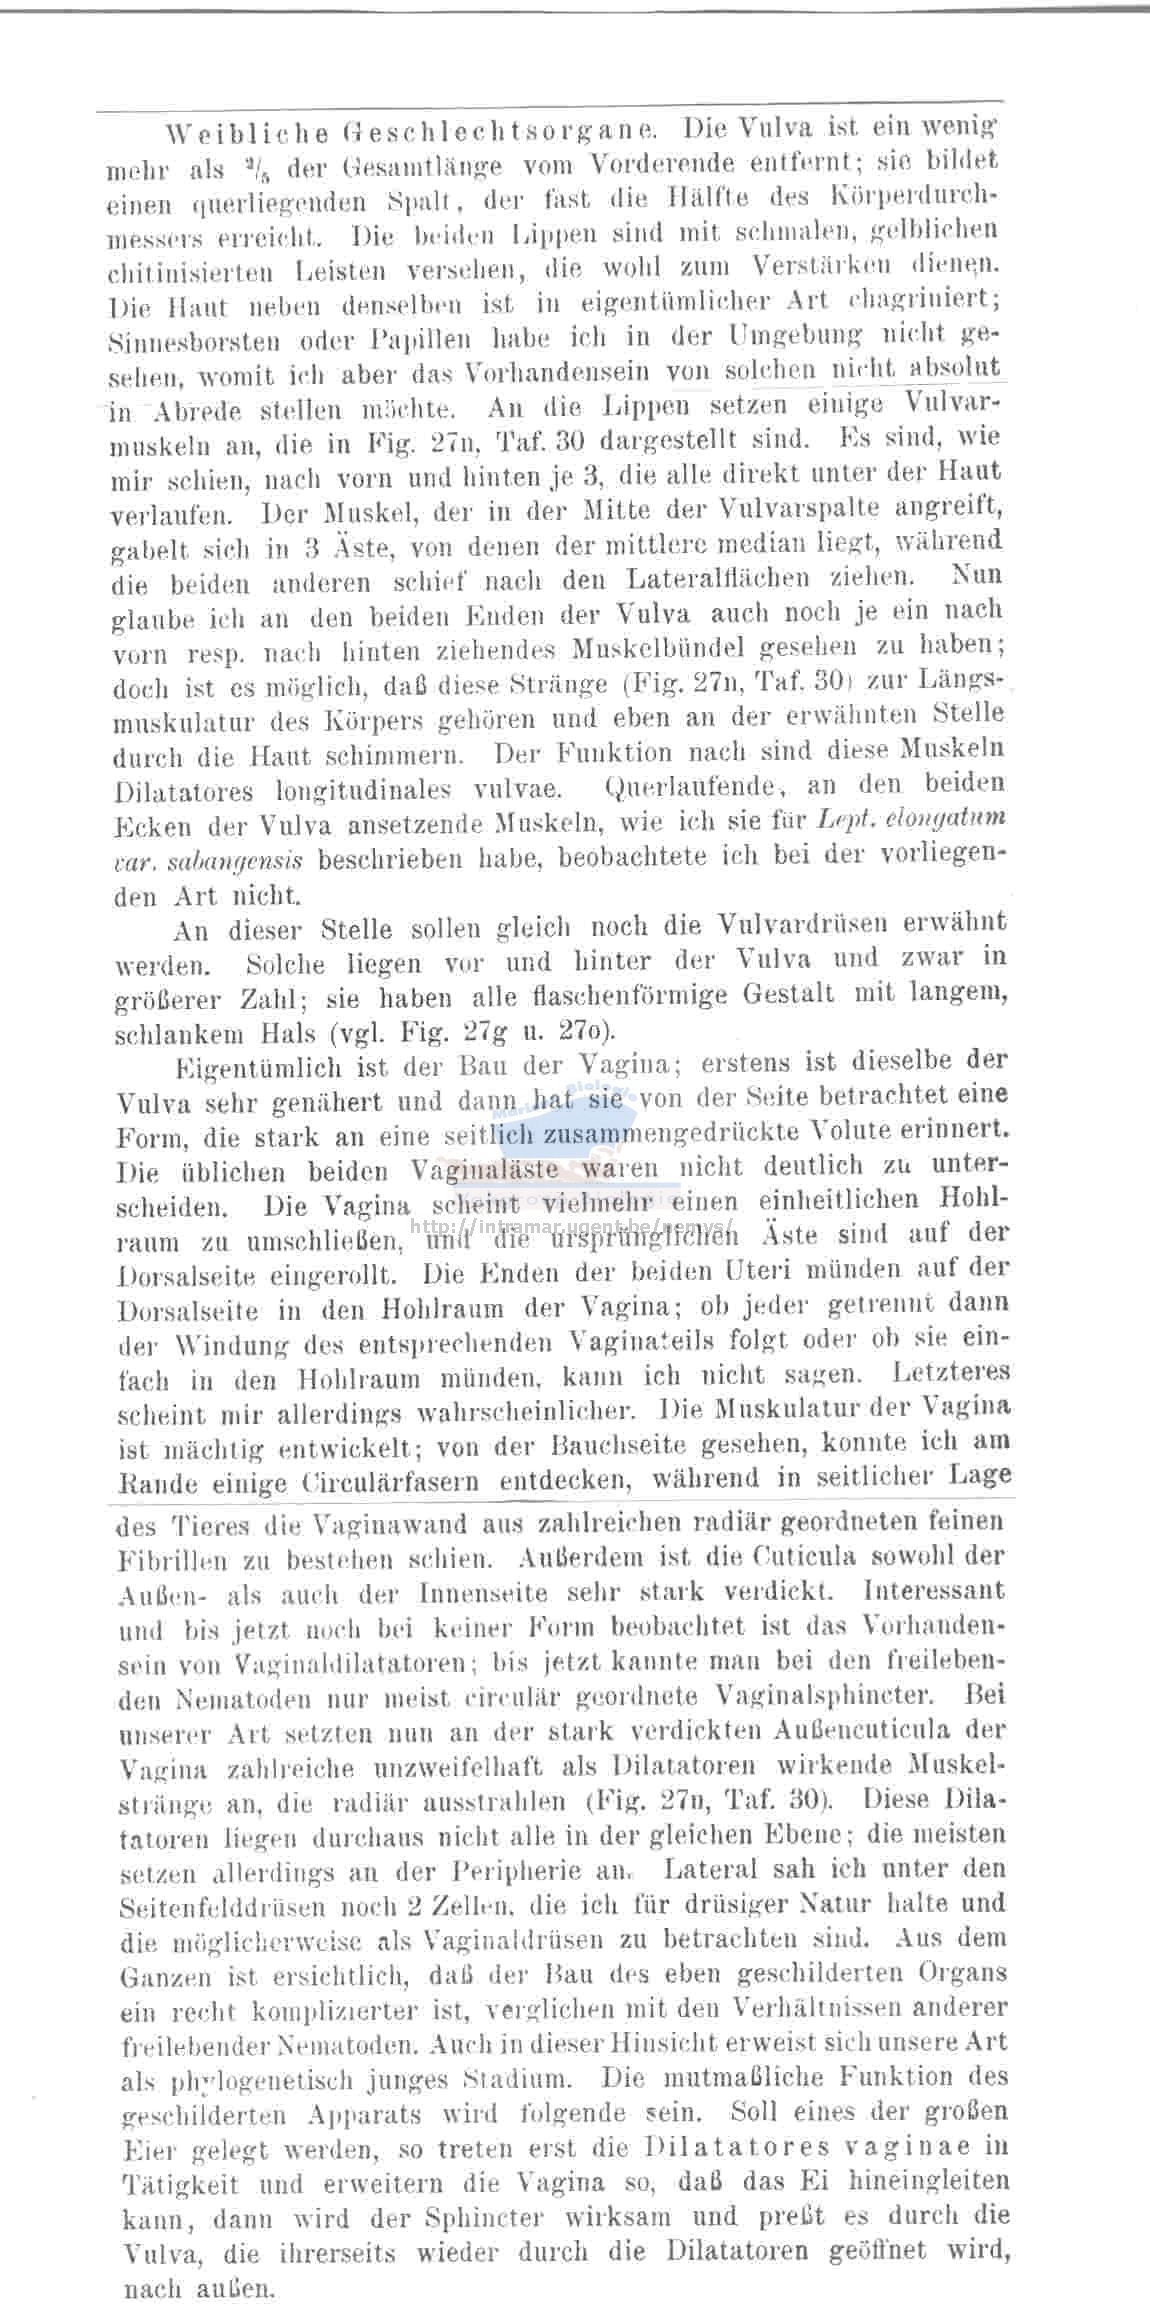 Weibliche Geschlechtsorgane. Die Vulva ist ein wenig
mehr als 2/5 der Gesamtlänge vom Vorderende entfernt; sie bildet
einen querliegenden Spalt, der fast die Hälfte des Körperdurch-
messers erreicht. Die beiden Lippen sind mit schmalen, gelblichen
chitinisierten Leisten versehen, die wohl zum Verstärken dienen.
Die Haut neben denselben ist in eigentümlicher Art chagriniert;
Sinnesborsten oder Papillen habe ich in der Umgebung nicht ge-
sehen, womit ich aber das Vorhandensein von solchen nicht absolut
in Abrede stellen möchte. An die Lippen setzen einige Vulvar-
muskeln an, die in Fig. 27n, Taf. 30 dargestellt sind. Es sind, wie
mir schien, nach vorn und hinten je 3, die alle direkt unter der Haut
verlaufen. Der Muskel, der in der Mitte der Vulvarspalte angreift,
gabelt sich in 3 Äste, von denen der mittlere median liegt, während
die beiden anderen schief nach den Lateralflächen ziehen. Nun
glaube ich an den beiden Enden der Vulva auch noch je ein nach
vorn resp. nach hinten ziehendes Muskelbündel gesehen zu haben;
doch ist es möglich, daß diese Stränge (Fig. 27n, Taf. 30) zur Längs-
muskulatur des Körpers gehören und eben an der erwähnten Stelle
durch die Haut schimmern. Der Funktion nach sind diese Muskeln
Dilatatores longitudinales vulvae. Querlaufende, an den beiden
Ecken der Vulva ansetzende Muskeln, wie ich sie für Lept. elongatum
var. sabangensis beschrieben habe, beobachtete ich bei der vorliegen-
den Art nicht.
An dieser Stelle sollen gleich noch die Vulvardrüsen erwähnt
werden. Solche liegen vor und hinter der Vulva und zwar in
größerer Zahl; sie haben alle flaschenförmige Gestalt mit langem,
schlankem Hals (vgl. Fig. 27g u. 27o).
Eigentümlich ist der Bau der Vagina; erstens ist dieselbe der
Vulva sehr genähert und dann hat sie von der Seite betrachtet eine
Form, die stark an eine seitlich zusammengedrückte Volute erinnert.
Die üblichen beiden Vaginaläste waren nicht deutlich zu unter-
scheiden. Die Vagina scheint vielmehr einen einheitlichen Hohl-
http://intramar.ugent.be/nemys/
raum zu umschließen, und die ursprünglichen Äste sind auf der
Dorsalseite eingerollt. Die Enden der beiden Uteri münden auf der
Dorsalseite in den Hohlraum der Vagina; ob jeder getrennt dann
der Windung des entsprechenden Vaginateils folgt oder ob sie ein-
fach in den Hohlraum münden, kann ich nicht sagen. Letzteres
scheint mir allerdings wahrscheinlicher. Die Muskulatur der Vagina
ist mächtig entwickelt; von der Bauchseite gesehen, konnte ich am
Rande einige Circulärfasern entdecken, während in seitlicher Lage
des Tieres die Vaginawand aus zahlreichen radiär geordneten feinen
Fibrillen zu bestehen schien. Außerdem ist die Cuticula sowohl der
Außen- als auch der Innenseite sehr stark verdickt. Interessant
und bis jetzt noch bei keiner Form beobachtet ist das Vorhanden-
sein von Vaginaldilatatoren; bis jetzt kannte man bei den freileben-
den Nematoden nur meist circulär geordnete Vaginalsphincter. Bei
unserer Art setzten nun an der stark verdickten Außencuticula der
Vagina zahlreiche unzweifelhaft als Dilatatoren wirkende Muskel-
stränge an, die radiär ausstrahlen (Fig. 27n, Taf. 30). Diese Dila-
tatoren liegen durchaus nicht alle in der gleichen Ebene; die meisten
setzen allerdings an der Peripherie an. Lateral sah ich unter den
Seitenfelddrüsen noch 2 Zellen, die ich für drüsiger Natur halte und
die möglicherweise als Vaginaldrüsen zu betrachten sind. Aus dem
Ganzen ist ersichtlich, daß der Bau des eben geschilderten Organs
ein recht komplizierter ist, verglichen mit den Verhältnissen anderer
freilebender Nematoden. Auch in dieser Hinsicht erweist sich unsere Art
als phylogenetisch junges Stadium. Die mutmaßliche Funktion des
geschilderten Apparats wird folgende sein. Soll eines der großen
Eier gelegt werden, so treten erst die Dilatatores vaginae in
Tätigkeit und erweitern die Vagina so, daß das Ei hineingleiten
kann, dann wird der Sphincter wirksam und preßt es durch die
Vulva, die ihrerseits wieder durch die Dilatatoren geöffnet wird,
nach außen.